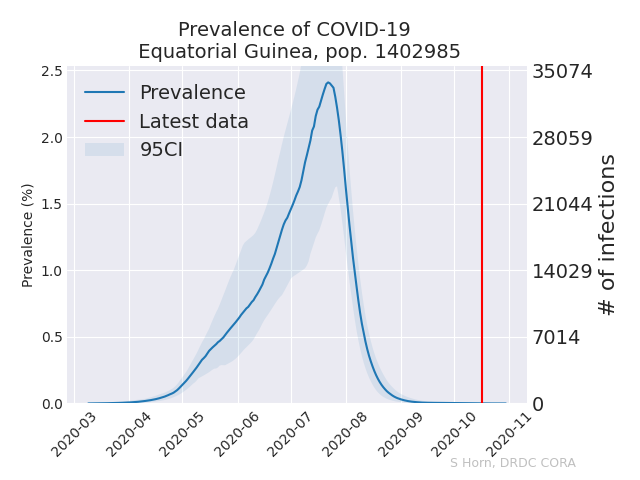 Prevalence of COVID-19
Equatorial Guinea, pop. 1402985
Prevalence
Latest data
95CI
Prevalence (%)
2.5
2.0
1.5
1.0
0.5
0.0
35074
28059
21044
14029
7014
0
# of infections
2020-03
2020-04
2020-05
2020-06
2020-07
2020-08
2020-09
2020-10
2020-11
S Horn, DRDC CORA